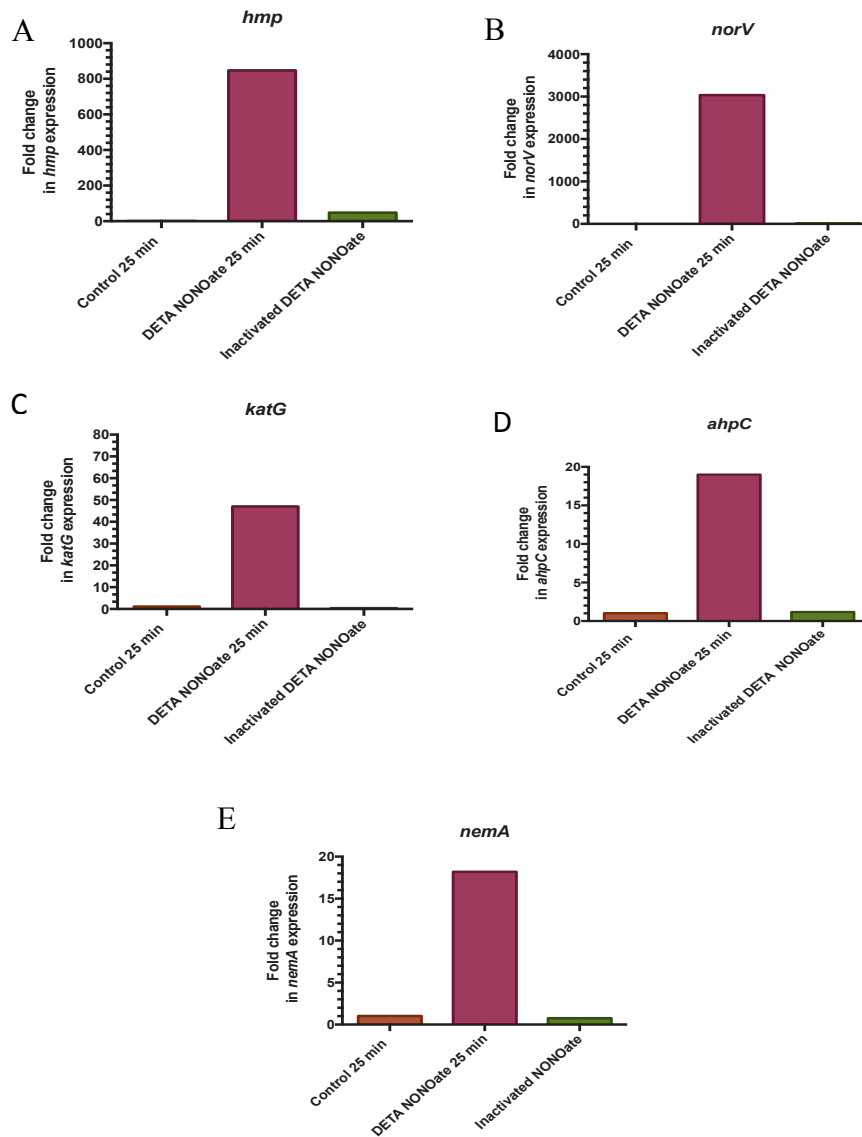 A
hmp
Fold change
in hmp expression
1000
800
600
400
200
0
Control 25 min
DETA NONOate 25 min
Inactivated DETA NONOate
B
norV
Fold change
in norV expression
4000
3000
2000
1000
0
Control 25 min
DETA NONOate 25 min
Inactivated DETA NONOate
C
katG
Fold change
in katG expression
80
70
60
50
40
30
20
10
0
Control 25 min
DETA NONOate 25 min
Inactivated DETA NONOate
D
ahpC
Fold change
in ahpC expression
20
15
10
5
0
Control 25 min
DETA NONOate 25 min
Inactivated DETA NONOate
E
nemA
Fold change
in nemA expression
20
15
10
5
0
Control 25 min
DETA NONOate 25 min
Inactivated NONOate